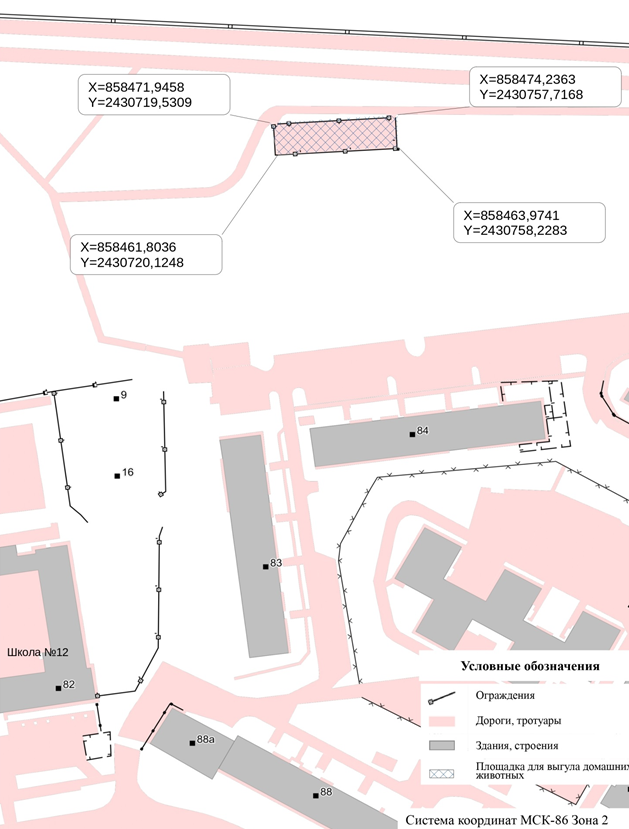 X=858471,9458
Y=2430719,5309
X=858474,2363
Y=2430757,7168
X=858463,9741
Y=2430758,2283
X=858461,8036
Y=2430720,1248
9
84
16
83
Школа №12
82
88а
88
Условные обозначения
Ограждения
Дороги, тротуары
Здания, строения
Площадка для выгула домашних
животных
Система координат МСК-86 Зона 2